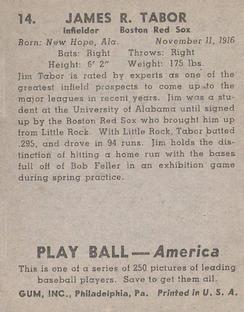 14. JAMES R. TABOR
Infielder Boston Red Sox
Born: New Hope, Ala. November 11, 1916
Bats: Right Throws: Right
Height: 6' 2" Weight: 175 lbs.
Jim Tabor is rated by experts as one of the
greatest infield prospects to come up to the
major leagues in recent years. Jim was a stu-
dent at the University of Alabama until signed
up by the Boston Red Sox who brought him up
from Little Rock. With Little Rock, Tabor batted
.295, and drove in 94 runs. Jim holds the dis-
tinction of hitting a home run with the bases
full off of Bob Feller in an exhibition game
during spring practice.
PLAY BALL—America
This is one of a series of 250 pictures of leading
baseball players. Save to get them all.
GUM, INC., Philadelphia, Pa. Printed in U. S. A.